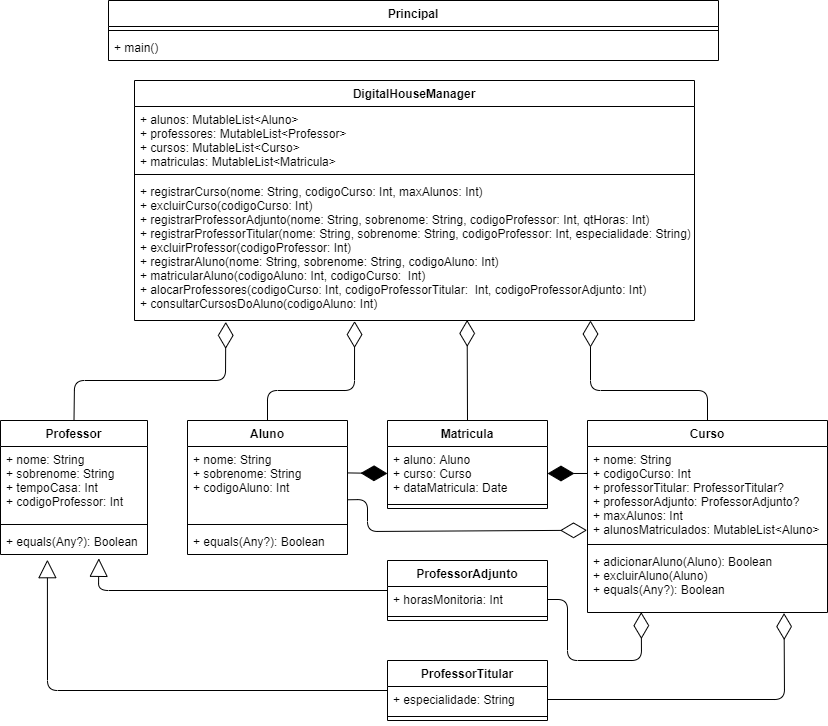 Principal
+ main()
DigitalHouseManager
+ alunos: MutableList<Aluno>
+ professores: MutableList<Professor>
+ cursos: MutableList<Curso>
+ matriculas: MutableList<Matricula>
+ registrarCurso(nome: String, codigoCurso: Int, maxAlunos: Int)
+ excluirCurso(codigoCurso: Int)
+ registrarProfessorAdjunto(nome: String, sobrenome: String, codigoProfessor: Int, qtHoras: Int)
+ registrarProfessorTitular(nome: String, sobrenome: String, codigoProfessor: Int, especialidade: String)
+ excluirProfessor(codigoProfessor: Int)
+ registrarAluno(nome: String, sobrenome: String, codigoAluno: Int)
+ matricularAluno(codigoAluno: Int, codigoCurso: Int)
+ alocarProfessores(codigoCurso: Int, codigoProfessorTitular: Int, codigoProfessorAdjunto: Int)
+ consultarCursosDoAluno(codigoAluno: Int)
Professor
+ nome: String
+ sobrenome: String
+ tempoCasa: Int
+ codigoProfessor: Int
+ equals(Any?): Boolean
Aluno
+ nome: String
+ sobrenome: String
+ codigoAluno: Int
+ equals(Any?): Boolean
Matricula
+ aluno: Aluno
+ curso: Curso
+ dataMatricula: Date
Curso
+ nome: String
+ codigoCurso: Int
+ professorTitular: ProfessorTitular?
+ professorAdjunto: ProfessorAdjunto?
+ maxAlunos: Int
+ alunosMatriculados: MutableList<Aluno>
+ adicionarAluno(Aluno): Boolean
+ excluirAluno(Aluno)
+ equals(Any?): Boolean
ProfessorAdjunto
+ horasMonitoria: Int
ProfessorTitular
+ especialidade: String